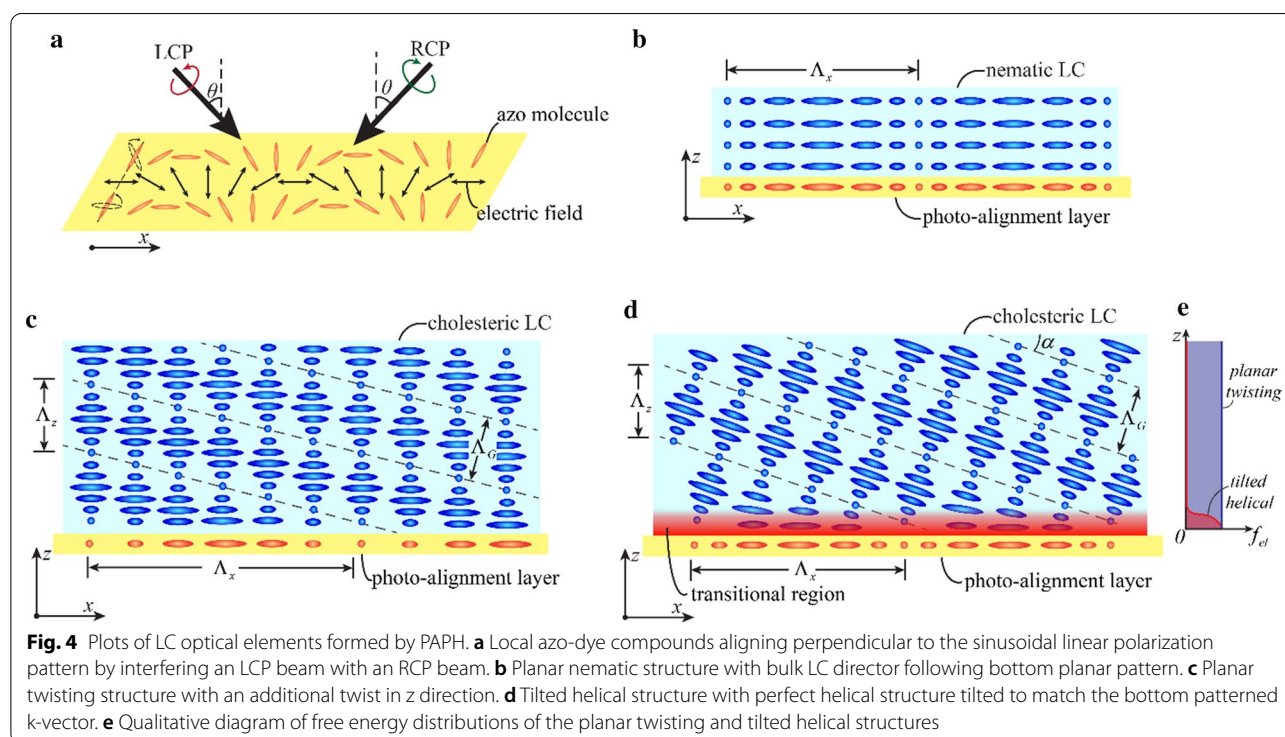 a
LCP
RCP
θ
θ
azo molecule
electric field
x
b
Λx
nematic LC
z
x
photo-alignment layer
c
cholesteric LC
Λz
ΛG
z
Λx
photo-alignment layer
x
d
cholesteric LC
α
Λz
ΛG
z
Λx
photo-alignment layer
transitional region
x
e
z
planar
twisting
tilted
helical
0
fel
Fig. 4 Plots of LC optical elements formed by PAPH. a Local azo-dye compounds aligning perpendicular to the sinusoidal linear polarization
pattern by interfering an LCP beam with an RCP beam. b Planar nematic structure with bulk LC director following bottom planar pattern. c Planar
twisting structure with an additional twist in z direction. d Tilted helical structure with perfect helical structure tilted to match the bottom patterned
k-vector. e Qualitative diagram of free energy distributions of the planar twisting and tilted helical structures